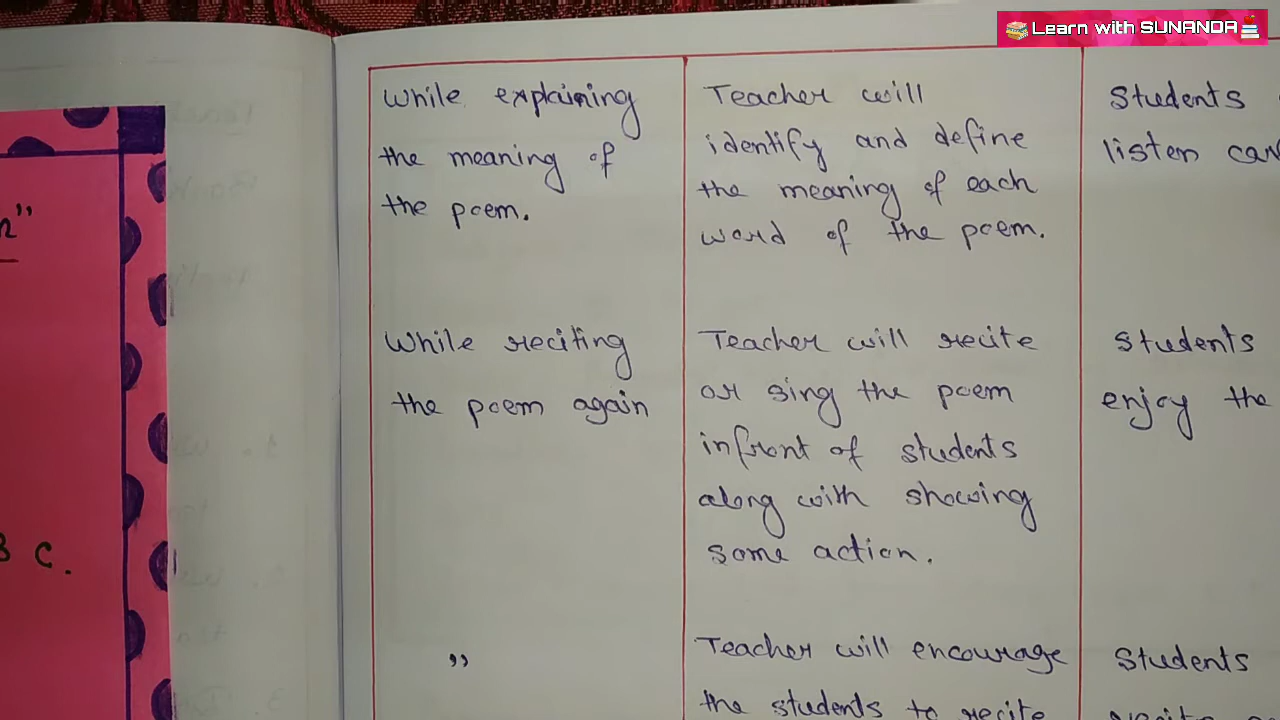 Learn with SUNANDA
n"
B C.
While explaining
the meaning of
the poem.
Teacher will
identify and define
the meaning of each
word of the poem.
Students
listen
While reciting
the poem again
Teacher will recite
or sing the poem
infront of students
along with showing
some action.
Students
enjoy the
"
Teacher will encourage
the students to recite
Students